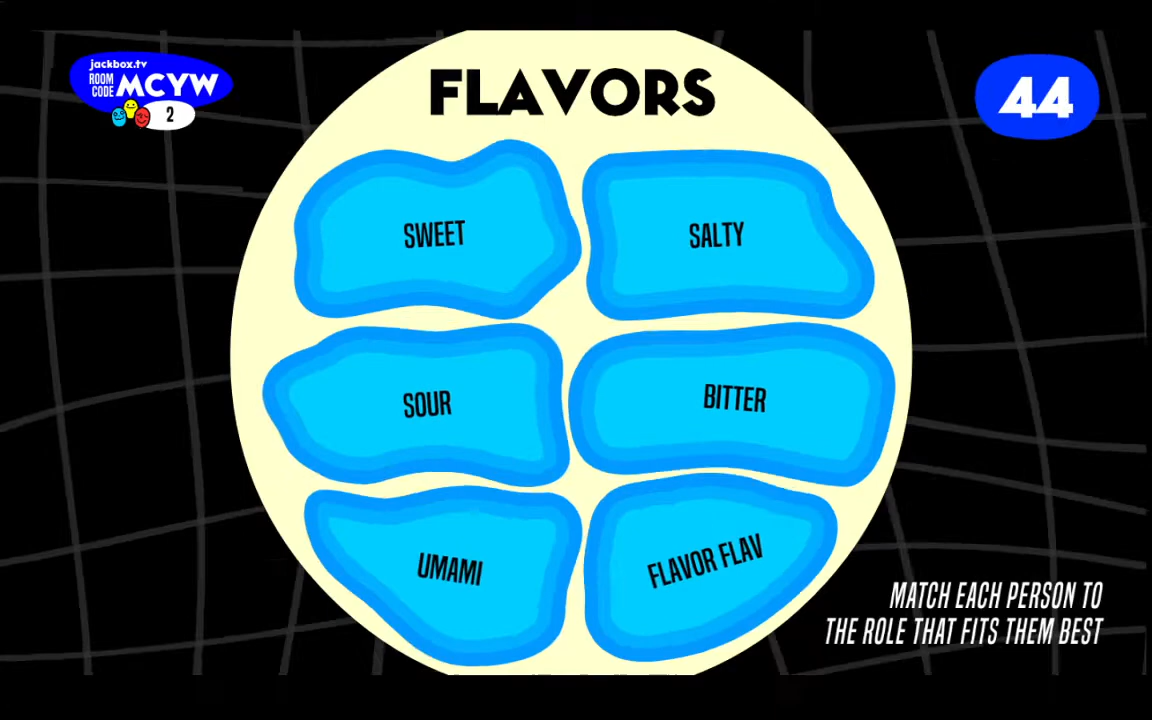 jackbox.tv
ROOM CODE MCYW
2
44
FLAVORS
SWEET
SALTY
SOUR
BITTER
UMAMI
FLAVOR FLAV
MATCH EACH PERSON TO
THE ROLE THAT FITS THEM BEST